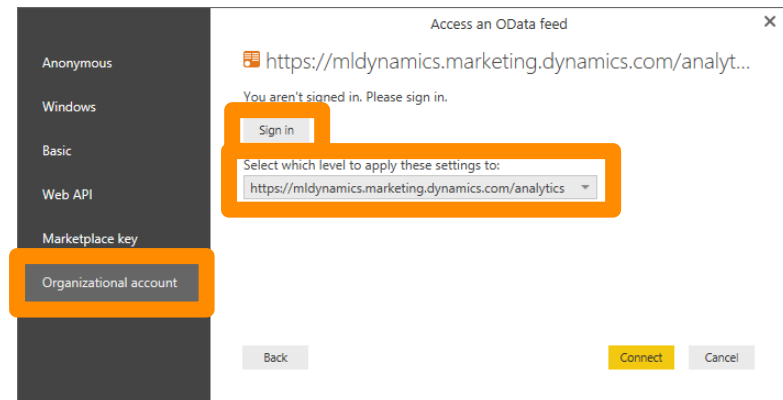 Access an OData feed
Anonymous
Windows
Basic
Web API
Marketplace key
Organizational account
https://mldynamics.marketing.dynamics.com/analyt...
You aren't signed in. Please sign in.
Sign in
Select which level to apply these settings to:
https://mldynamics.marketing.dynamics.com/analytics
Back
Connect
Cancel